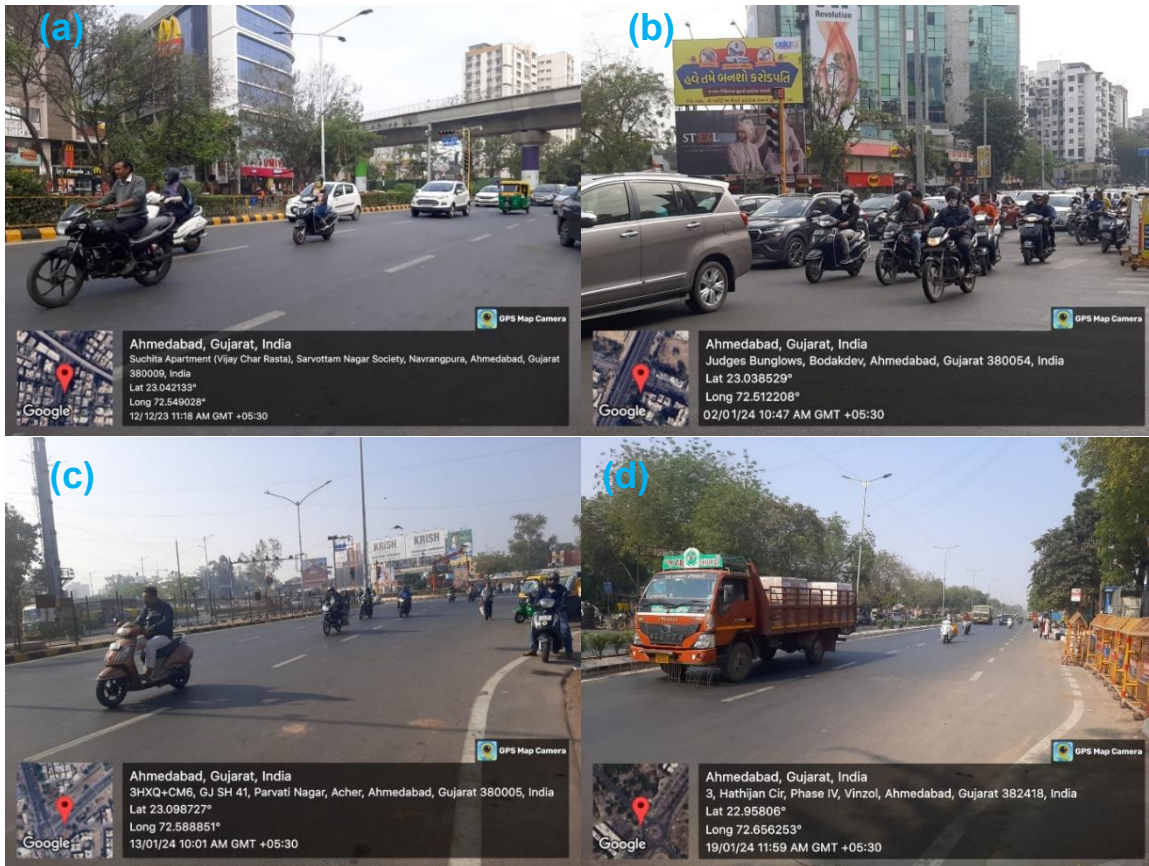 (a)
GPS Map Camera
Ahmedabad, Gujarat, India
Suchita Apartment (Vijay Char Rasta), Sarvottam Nagar Society, Navrangpura, Ahmedabad, Gujarat
380009, India
Lat 23.042133°
Long 72.549028°
12/12/23 11:18 AM GMT +05:30
Google
(b)
Revolution
હવે તમે બનશો કરોડપતિ
GPS Map Camera
Ahmedabad, Gujarat, India
Judges Bunglows, Bodakdev, Ahmedabad, Gujarat 380054, India
Lat 23.038529°
Long 72.512208°
02/01/24 10:47 AM GMT +05:30
Google
(c)
KRISH
KRISH
GPS Map Camera
Ahmedabad, Gujarat, India
3HXQ+CM6, GJ SH 41, Parvati Nagar, Acher, Ahmedabad, Gujarat 380005, India
Lat 23.098727°
Long 72.588851°
13/01/24 10:01 AM GMT +05:30
Google
(d)
GPS Map Camera
Ahmedabad, Gujarat, India
3, Hathijan Cir, Phase IV, Vinzol, Ahmedabad, Gujarat 382418, India
Lat 22.95806°
Long 72.656253°
19/01/24 11:59 AM GMT +05:30
Google